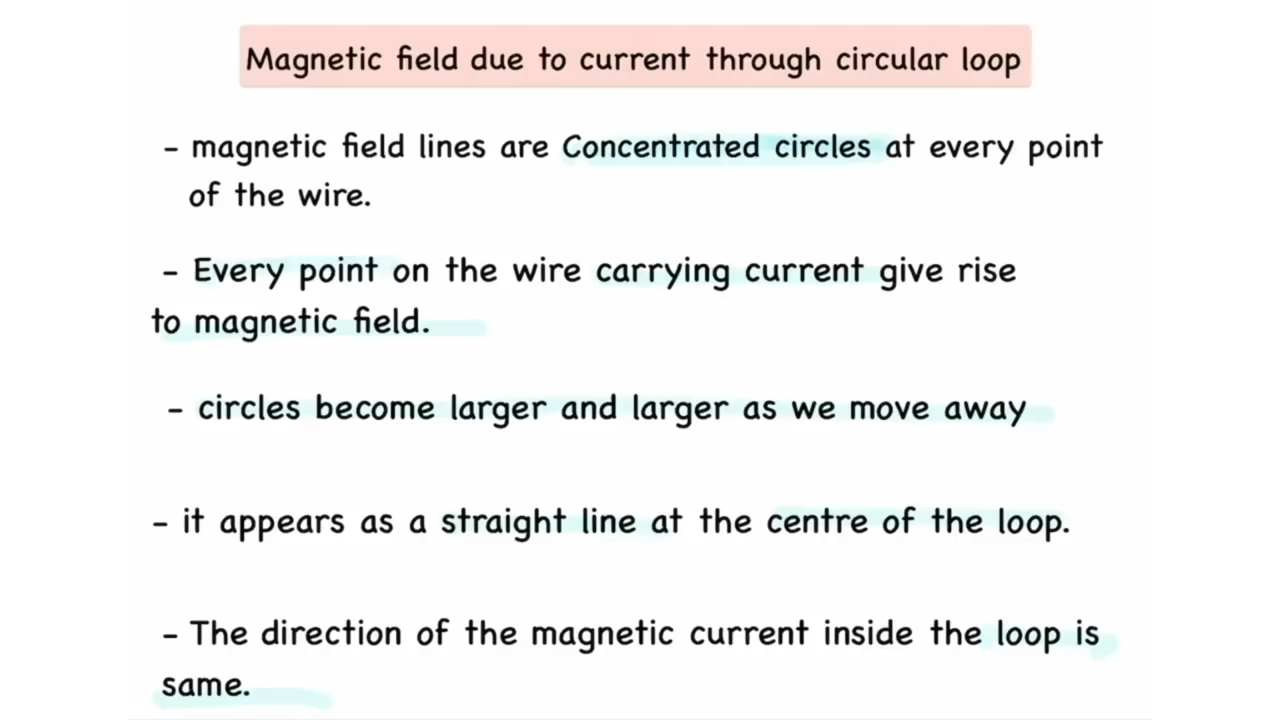 Magnetic field due to current through circular loop
- magnetic field lines are Concentrated circles at every point
of the wire.
- Every point on the wire carrying current give rise
to magnetic field.
- circles become larger and larger as we move away
- it appears as a straight line at the centre of the loop.
- The direction of the magnetic current inside the loop is
same.